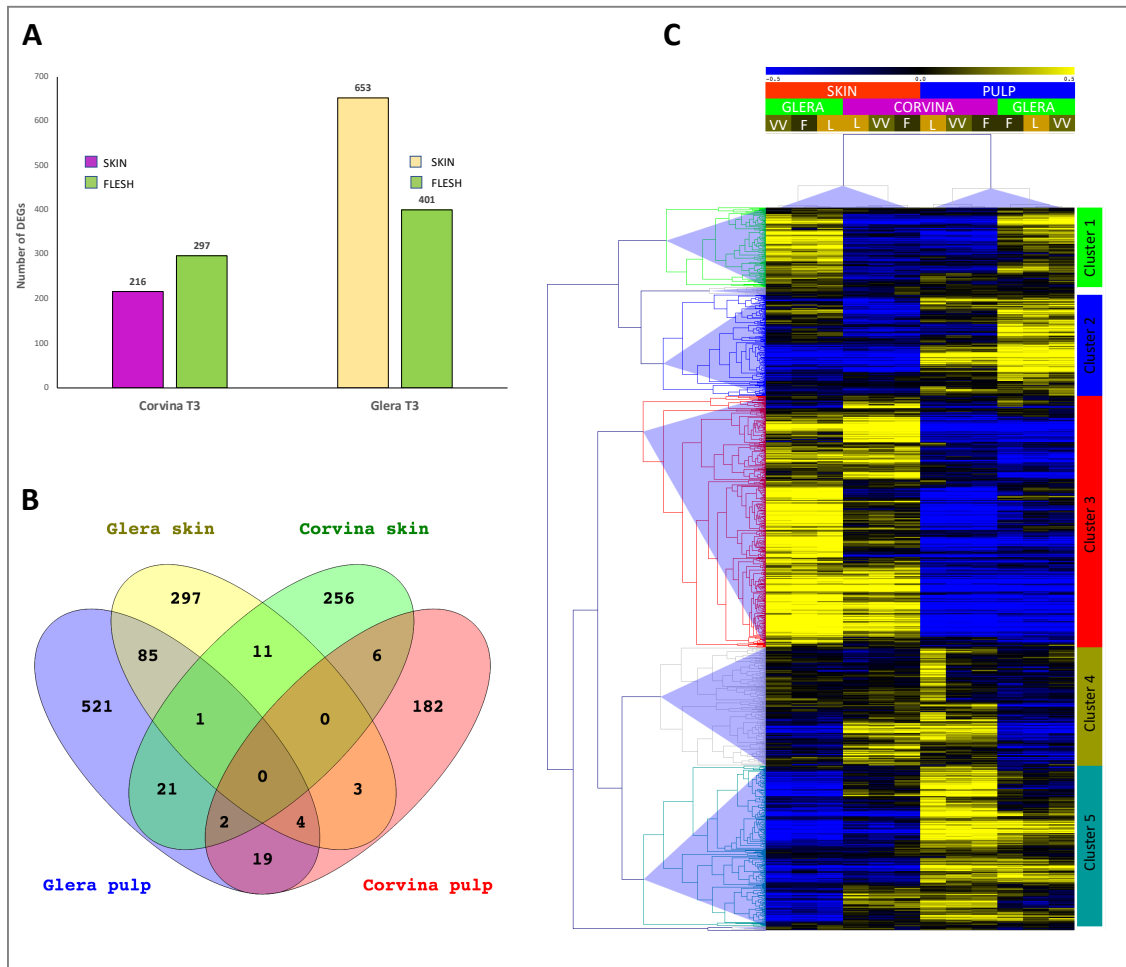 A
700
600
500
400
300
200
100
0
Number of DEGs
653
401
297
216
SKIN
FLESH
SKIN
FLESH
Corvina T3
Glera T3
B
Glera skin
Corvina skin
297
256
85
11
6
521
1
0
182
21
0
3
2
4
19
Glera pulp
Corvina pulp
C
-0.5 0.0 0.5
SKIN PULP
GLERA CORVINA GLERA
VV F L L VV F L VV F F L VV
Cluster 1
Cluster 2
Cluster 3
Cluster 4
Cluster 5